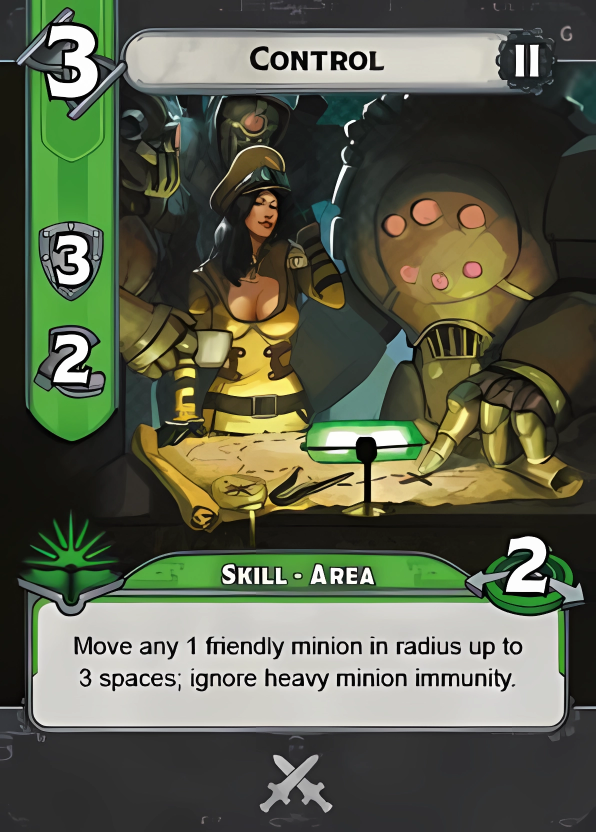 3
CONTROL
II
G
3
2
SKILL - AREA
2
Move any 1 friendly minion in radius up to
3 spaces; ignore heavy minion immunity.